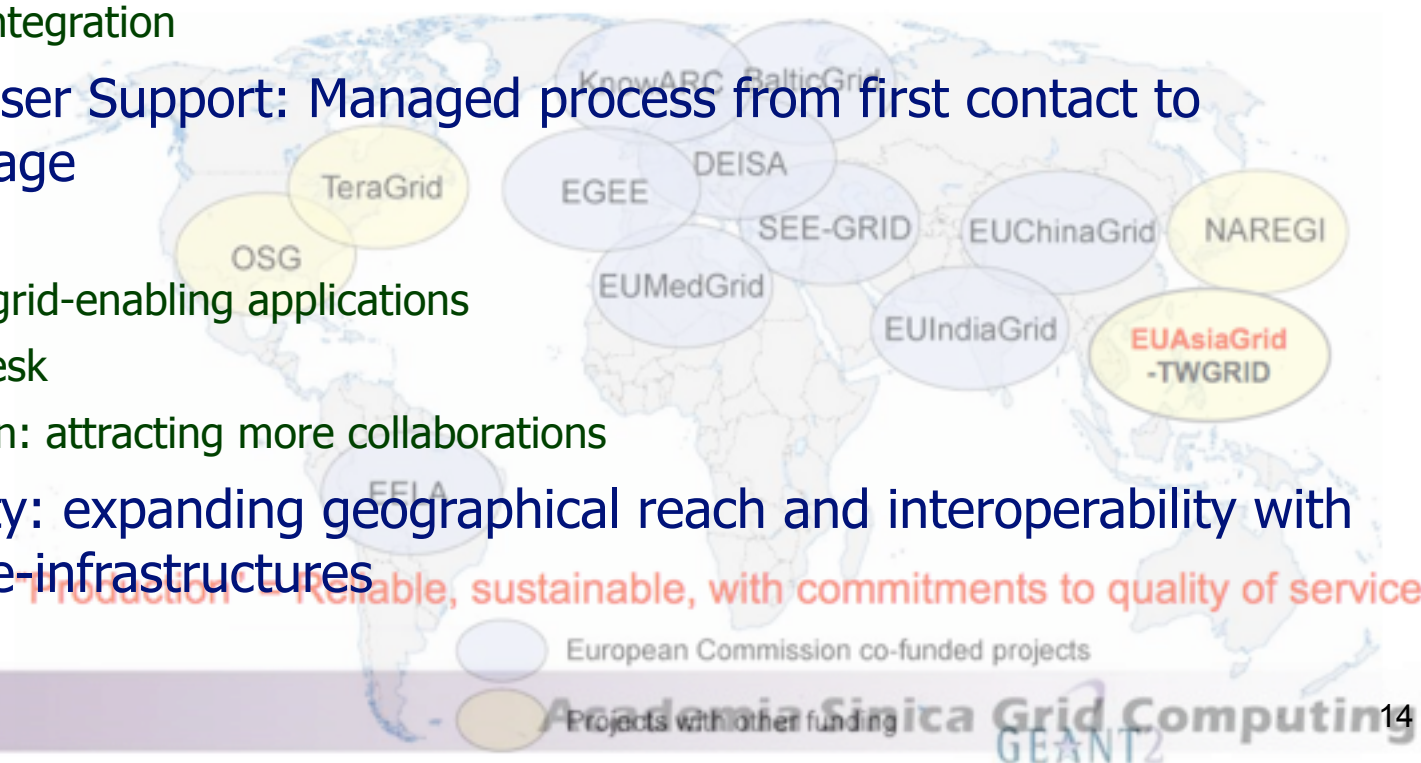 ntegration
KnowARC BalticGrid
ser Support: Managed process from first contact to
age
DEISA
TeraGrid
EGEE
SEE-GRID
EUChinaGrid
NAREGI
OSG
EUMedGrid
grid-enabling applications
EUIndiaGrid
EUAsiaGrid
-TWGRID
esk
n: attracting more collaborations
EELA
ty: expanding geographical reach and interoperability with
e-infrastructures
"Production" = Reliable, sustainable, with commitments to quality of service
European Commission co-funded projects
Projects with other funding
Academia Sinica Grid Computing
14
GEANT2